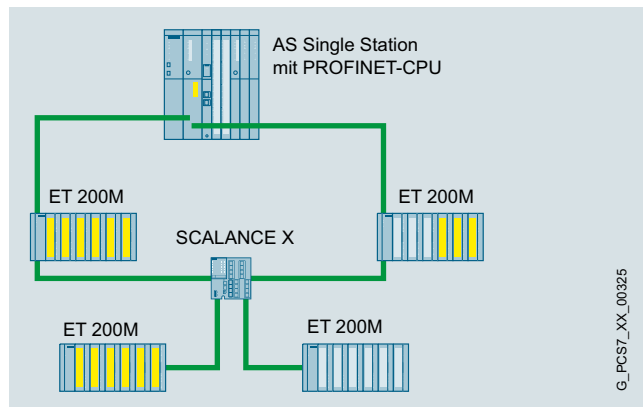 AS Single Station
mit PROFINET-CPU
ET 200M
ET 200M
SCALANCE X
ET 200M
ET 200M
G_PCS7_XX_00325